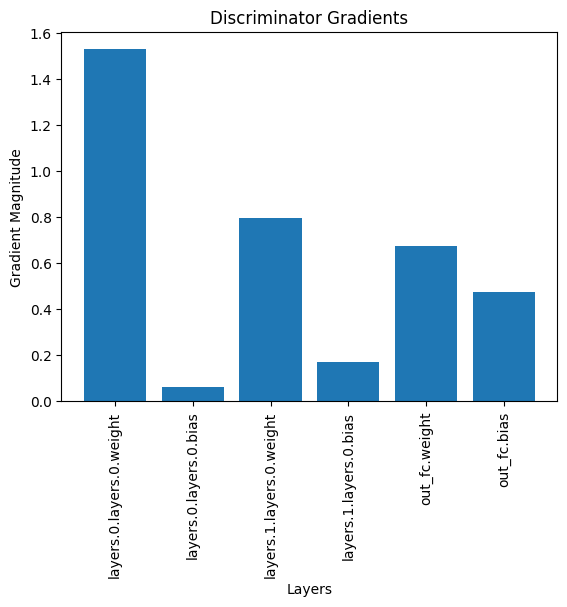 Discriminator Gradients
Gradient Magnitude
1.6
1.4
1.2
1.0
0.8
0.6
0.4
0.2
0.0
layers.0.layers.0.weight
layers.0.layers.0.bias
layers.1.layers.0.weight
layers.1.layers.0.bias
out_fc.weight
out_fc.bias
Layers